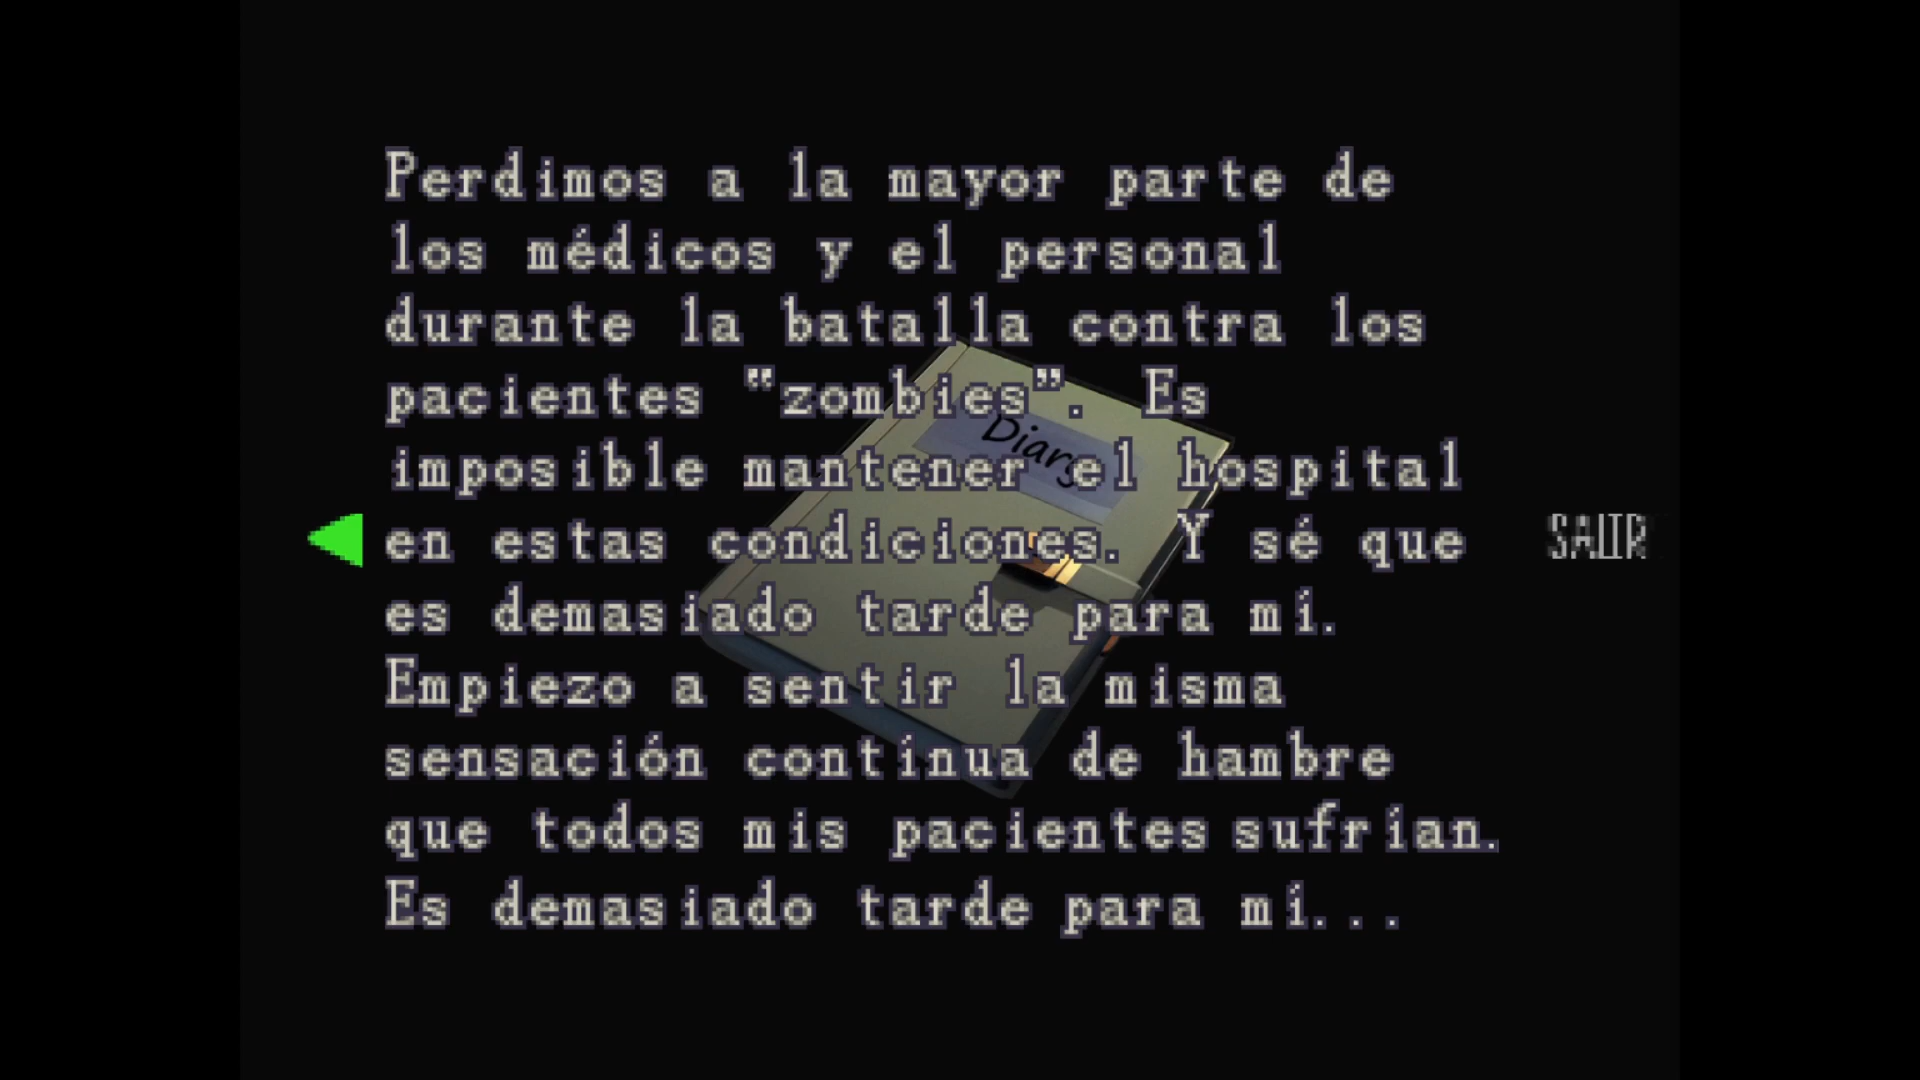 Perdimos a la mayor parte de
los médicos y el personal
durante la batalla contra los
pacientes "zombies". Es
imposible mantener el hospital
en estas condiciones. Y sé que
es demasiado tarde para mí.
Empiezo a sentir la misma
sensación continua de hambre
que todos mis pacientes sufrían.
Es demasiado tarde para mí...
Diary
SALIR